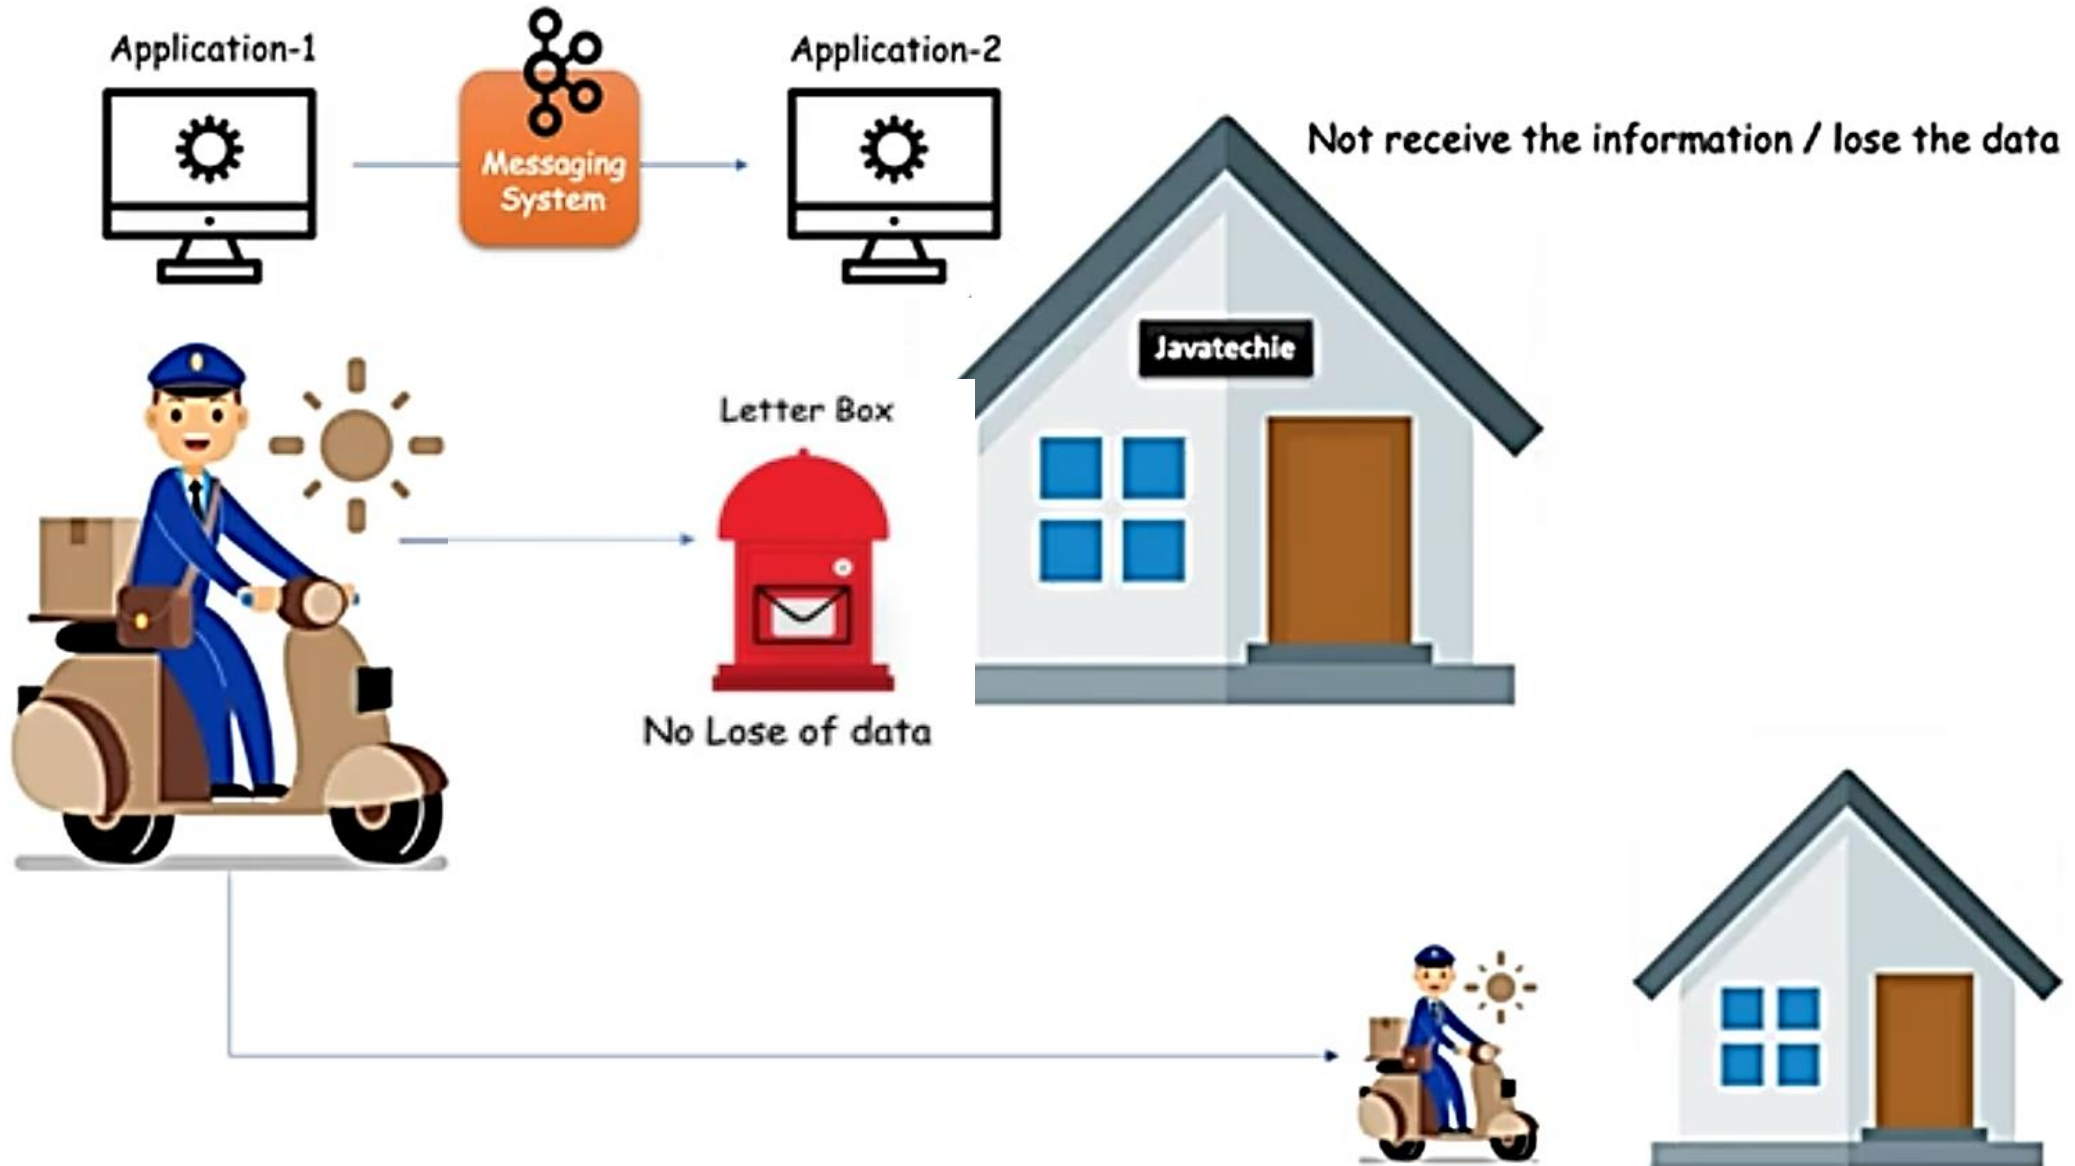 Application-1
Application-2
Messaging
System
Not receive the information / lose the data
Javatechie
Letter Box
No Lose of data